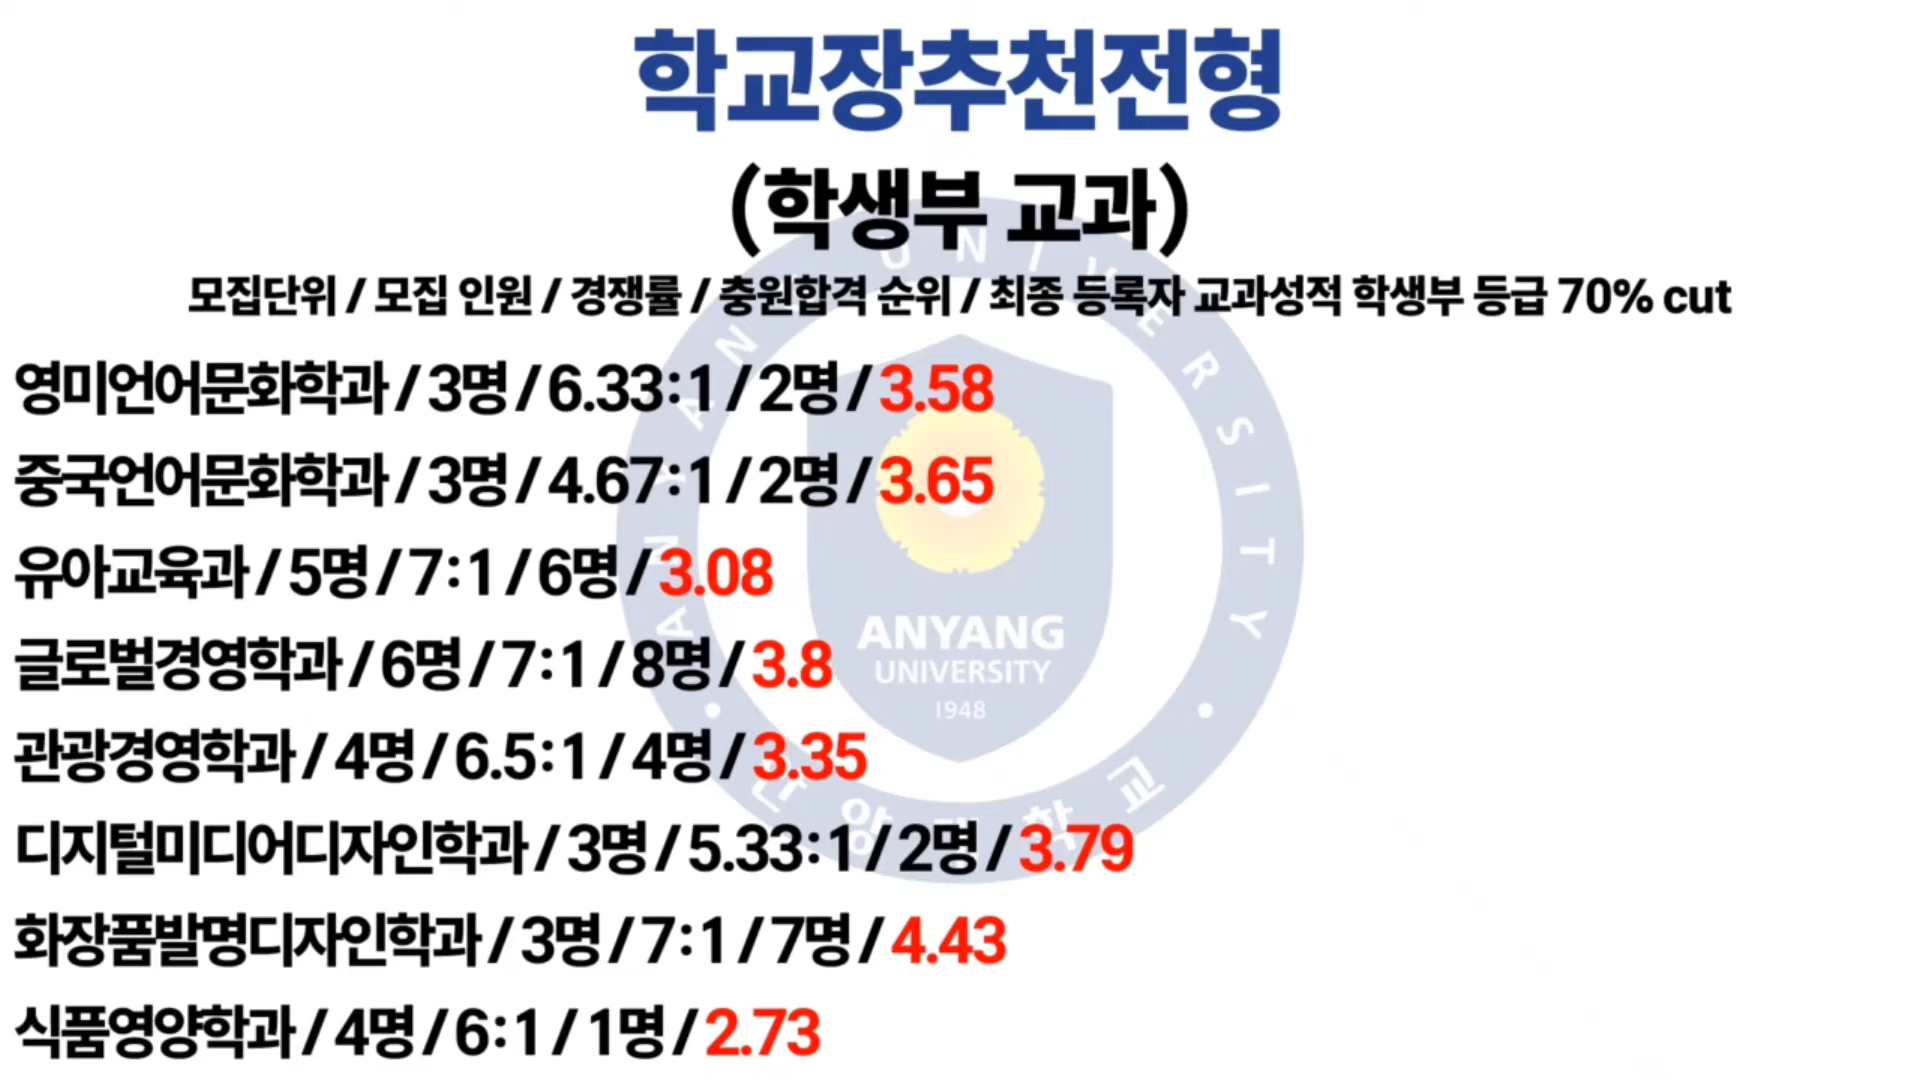 학교장추천전형
(학생부 교과)
모집단위 / 모집 인원 / 경쟁률 / 충원합격 순위 / 최종 등록자 교과성적 학생부 등급 70% cut
영미언어문화학과 / 3명 / 6.33:1 / 2명 / 3.58
중국언어문화학과 / 3명 / 4.67:1 / 2명 / 3.65
유아교육과 / 5명 / 7:1 / 6명 / 3.08
글로벌경영학과 / 6명 / 7:1 / 8명 / 3.8
관광경영학과 / 4명 / 6.5:1 / 4명 / 3.35
디지털미디어디자인학과 / 3명 / 5.33:1 / 2명 / 3.79
화장품발명디자인학과 / 3명 / 7:1 / 7명 / 4.43
식품영양학과 / 4명 / 6:1 / 1명 / 2.73
ANYANG UNIVERSITY
ANYANG
UNIVERSITY
1948